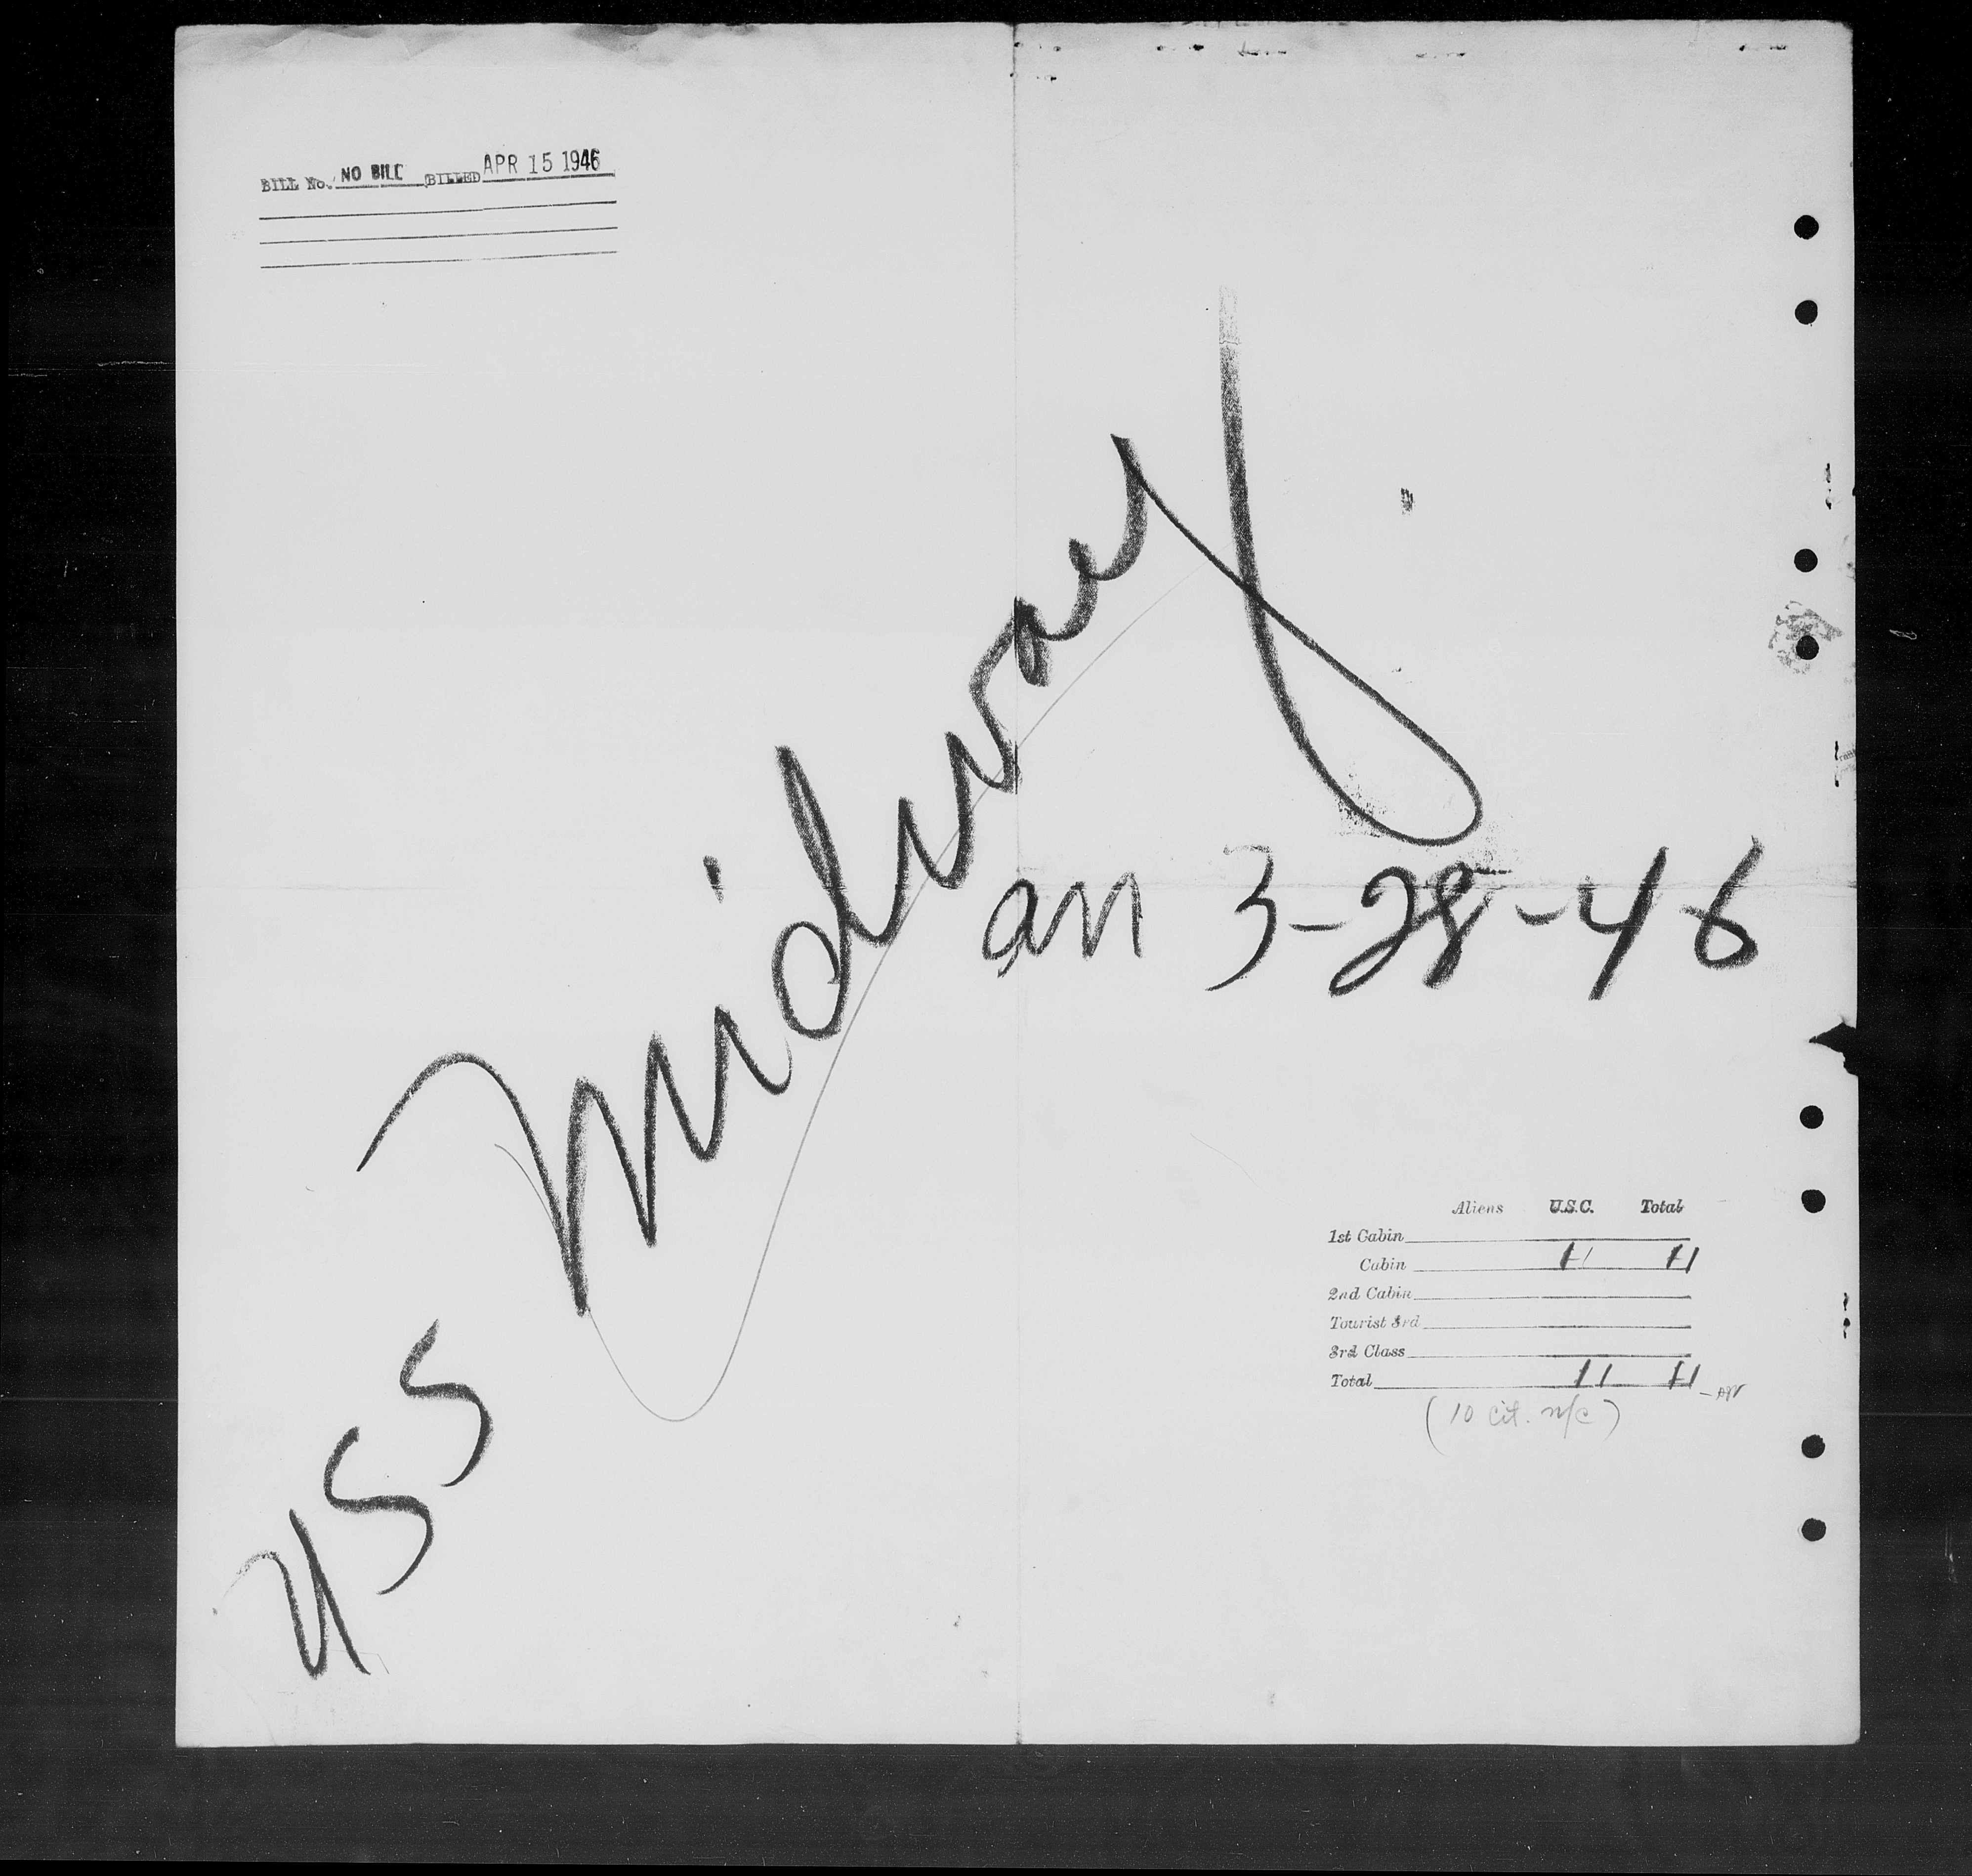 BILL No. NO BILL BILLED APR 15 1946
USS Midway
arr 3-28-46
Aliens U.S.C. Total
1st Cabin
Cabin 11 11
2nd Cabin
Tourist 3rd
3rd Class
Total 11 11
(10 cit. n/c)